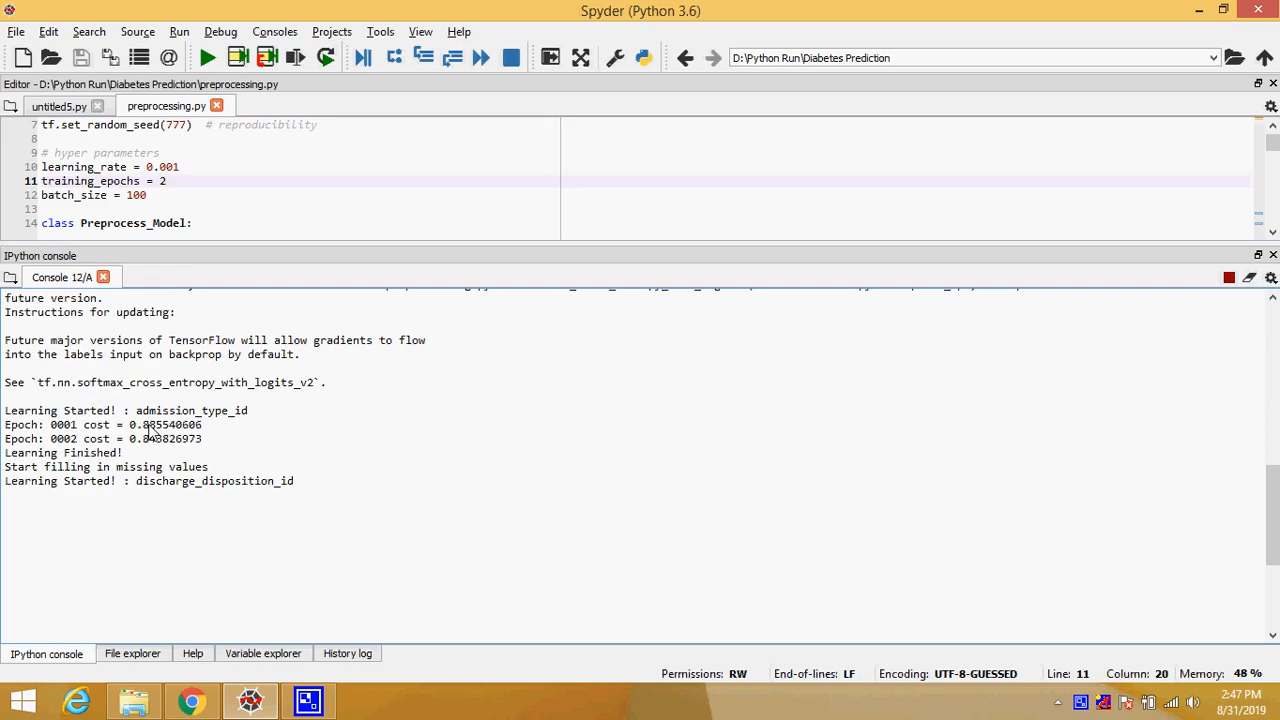 Spyder (Python 3.6)
File Edit Search Source Run Debug Consoles Projects Tools View Help
D:\Python Run\Diabetes Prediction
Editor - D:\Python Run\Diabetes Prediction\preprocessing.py
untitled5.py preprocessing.py
7 tf.set_random_seed(777) # reproducibility
8
9 # hyper parameters
10 learning_rate = 0.001
11 training_epochs = 2
12 batch_size = 100
13
14 class Preprocess_Model:
IPython console
Console 12/A
future version.
Instructions for updating:
Future major versions of TensorFlow will allow gradients to flow
into the labels input on backprop by default.
See `tf.nn.softmax_cross_entropy_with_logits_v2`.
Learning Started! : admission_type_id
Epoch: 0001 cost =
Epoch: 0002 cost =
Learning Finished!
Start filling in missing values
Learning Started! : discharge_disposition_id
IPython console File explorer Help Variable explorer History log
Permissions: RW End-of-lines: LF Encoding: UTF-8-GUESSED Line: 11 Column: 20 Memory: 48 %
2:47 PM
8/31/2019